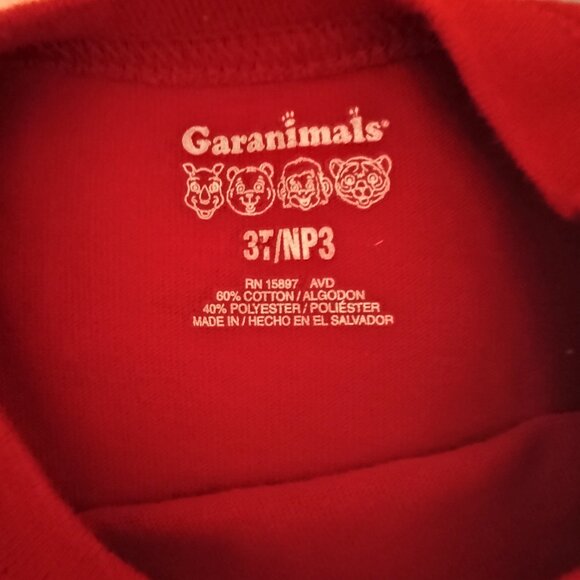 Garanimals®
3T/NP3
RN 15897 AVD
60% COTTON / ALGODON
40% POLYESTER / POLIÉSTER
MADE IN / HECHO EN EL SALVADOR